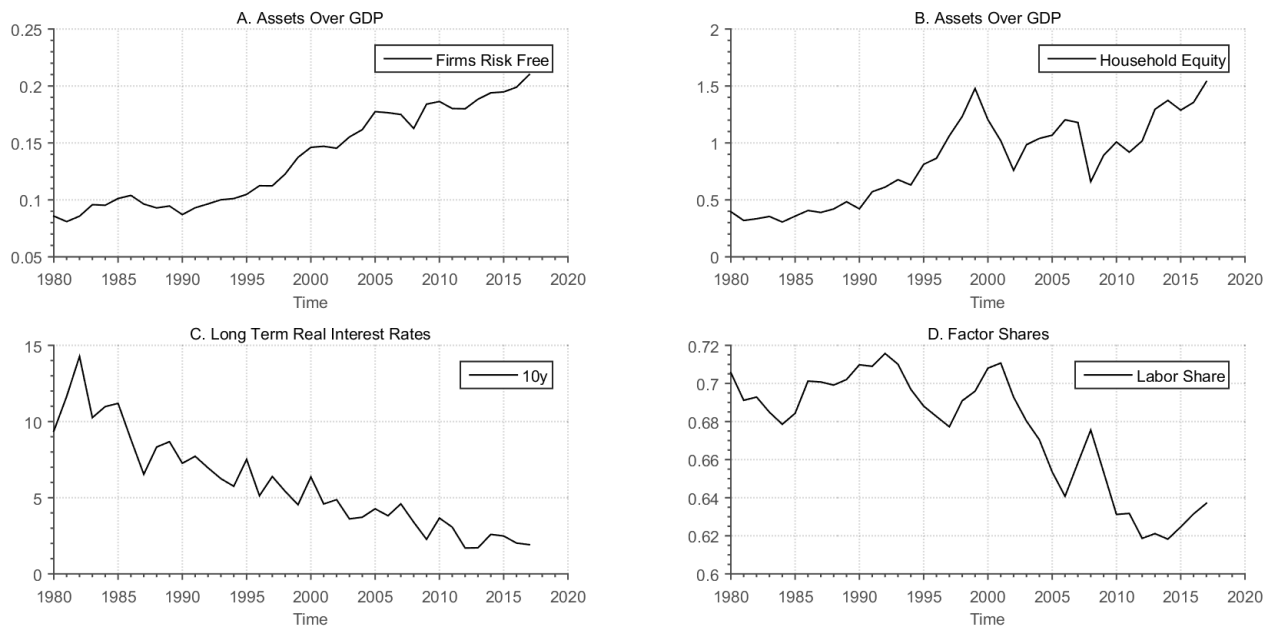 A. Assets Over GDP
0.25
0.2
0.15
0.1
0.05
Firms Risk Free
1980 1985 1990 1995 2000 2005 2010 2015 2020
Time
B. Assets Over GDP
2
1.5
1
0.5
0
Household Equity
1980 1985 1990 1995 2000 2005 2010 2015 2020
Time
C. Long Term Real Interest Rates
15
10
5
0
10y
1980 1985 1990 1995 2000 2005 2010 2015 2020
Time
D. Factor Shares
0.72
0.7
0.68
0.66
0.64
0.62
0.6
Labor Share
1980 1985 1990 1995 2000 2005 2010 2015 2020
Time